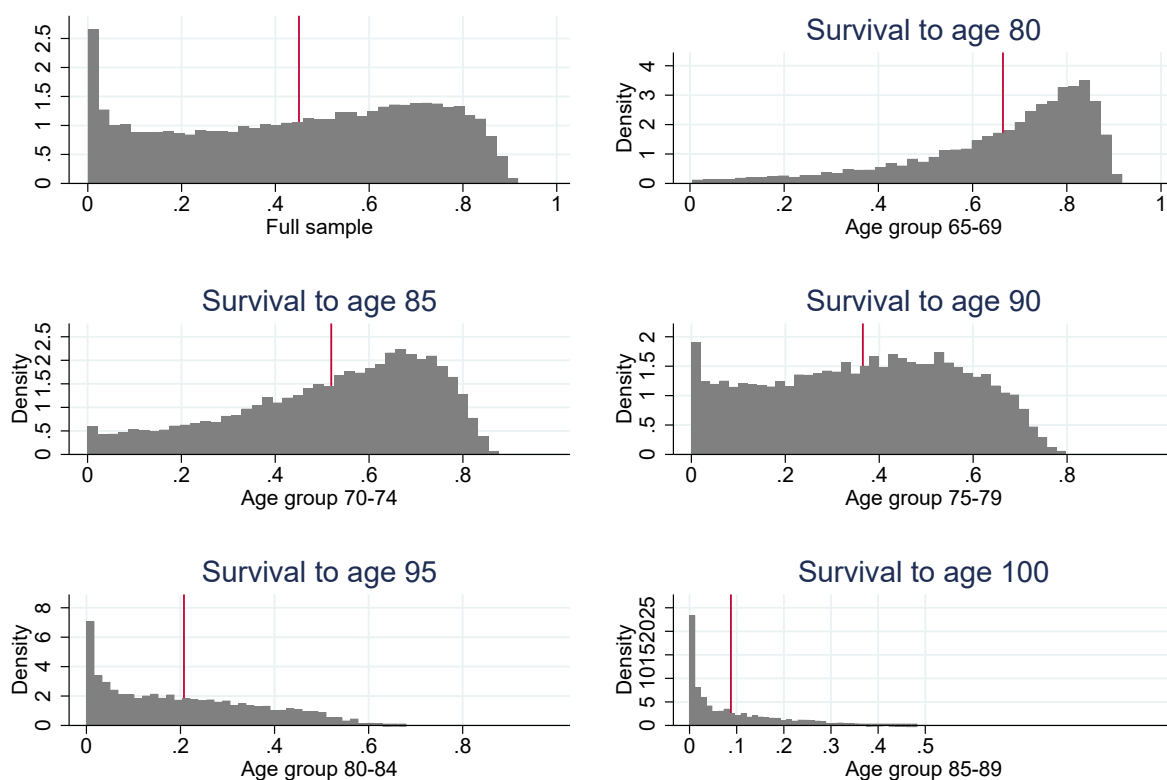 0 .5 1 1.5 2 2.5
0 .2 .4 .6 .8 1
Full sample
Survival to age 80
Density
0 1 2 3 4
0 .2 .4 .6 .8 1
Age group 65-69
Survival to age 85
Density
0 .5 1 1.5 2 2.5
0 .2 .4 .6 .8
Age group 70-74
Survival to age 90
Density
0 .5 1 1.5 2
0 .2 .4 .6 .8
Age group 75-79
Survival to age 95
Density
0 2 4 6 8
0 .2 .4 .6 .8
Age group 80-84
Survival to age 100
Density
0 5 10 15 20 25
0 .1 .2 .3 .4 .5
Age group 85-89